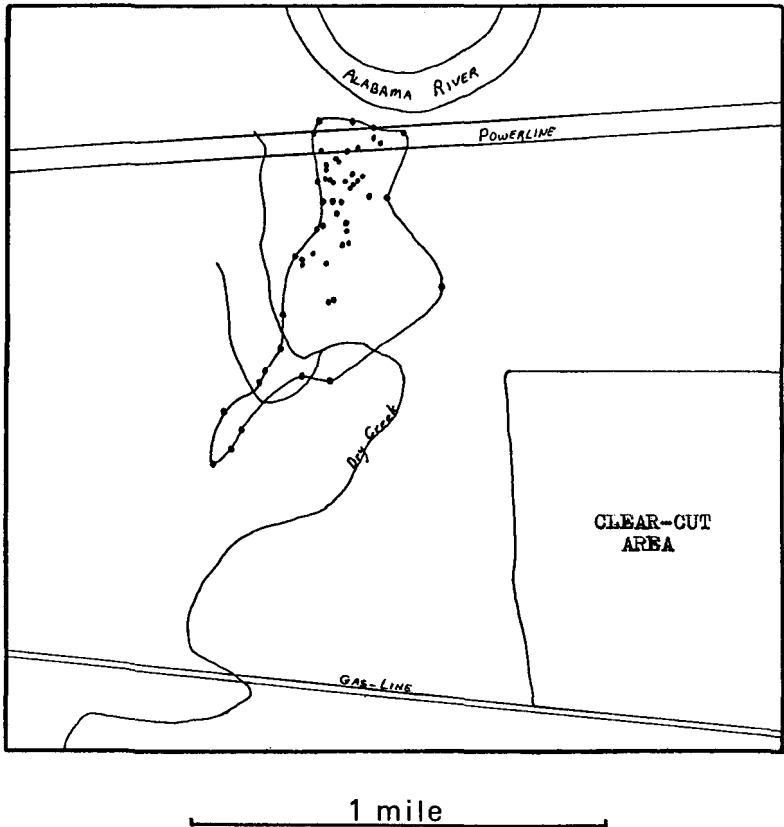 ALABAMA RIVER
POWERLINE
Dry Creek
CLEAR-CUT
AREA
GAS-LINE
1 mile